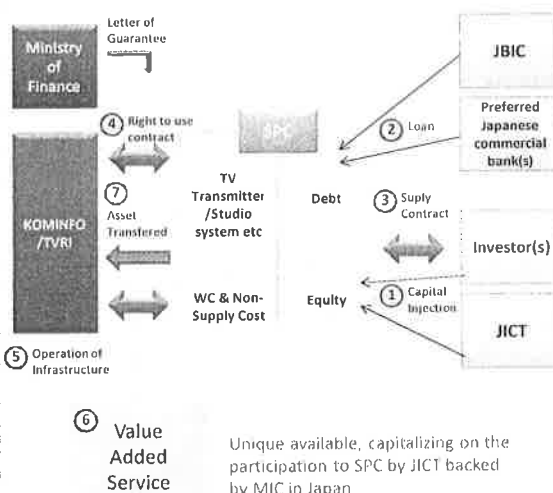 Letter of
Guarantee
Ministry
of
Finance
JBIC
④ Right to use
contract
SPC
② Loan
Preferred
Japanese
commercial
bank(s)
⑦
Asset
Transfered
KOMINFO
/TVRI
TV
Transmitter
/Studio
system etc
Debt
③ Suply
Contract
Investor(s)
WC & Non-
Supply Cost
Equity
① Capital
Injection
JICT
⑤ Operation of
Infrastructure
⑥
Value
Added
Service
Unique available, capitalizing on the
participation to SPC by JICT backed
by MIC in Japan